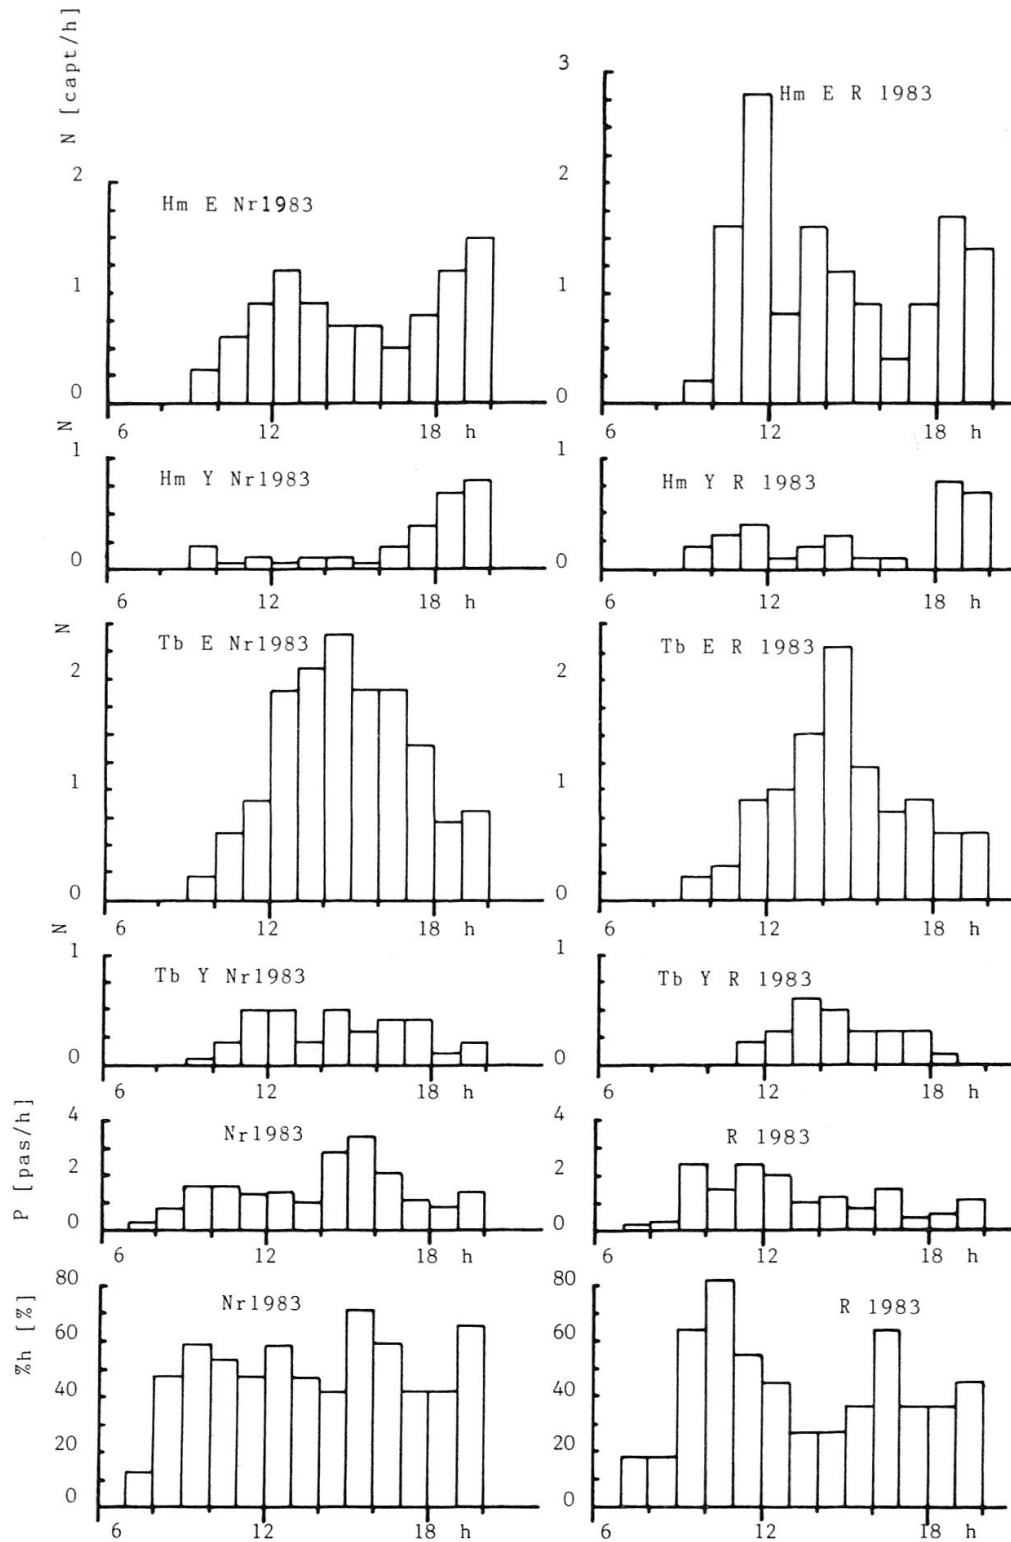 N [capt/h]
2
1
0
Hm E Nr1983
6 12 18 h
3
2
1
0
Hm E R 1983
6 12 18 h
N
1
0
Hm Y Nr1983
6 12 18 h
1
0
Hm Y R 1983
6 12 18 h
N
2
1
0
Tb E Nr1983
6 12 18 h
2
1
0
Tb E R 1983
6 12 18 h
N
1
0
Tb Y Nr1983
6 12 18 h
1
0
Tb Y R 1983
6 12 18 h
P [pas/h]
4
2
0
Nr1983
6 12 18 h
4
2
0
R 1983
6 12 18 h
%h [%]
80
60
40
20
0
Nr1983
6 12 18 h
80
60
40
20
0
R 1983
6 12 18 h